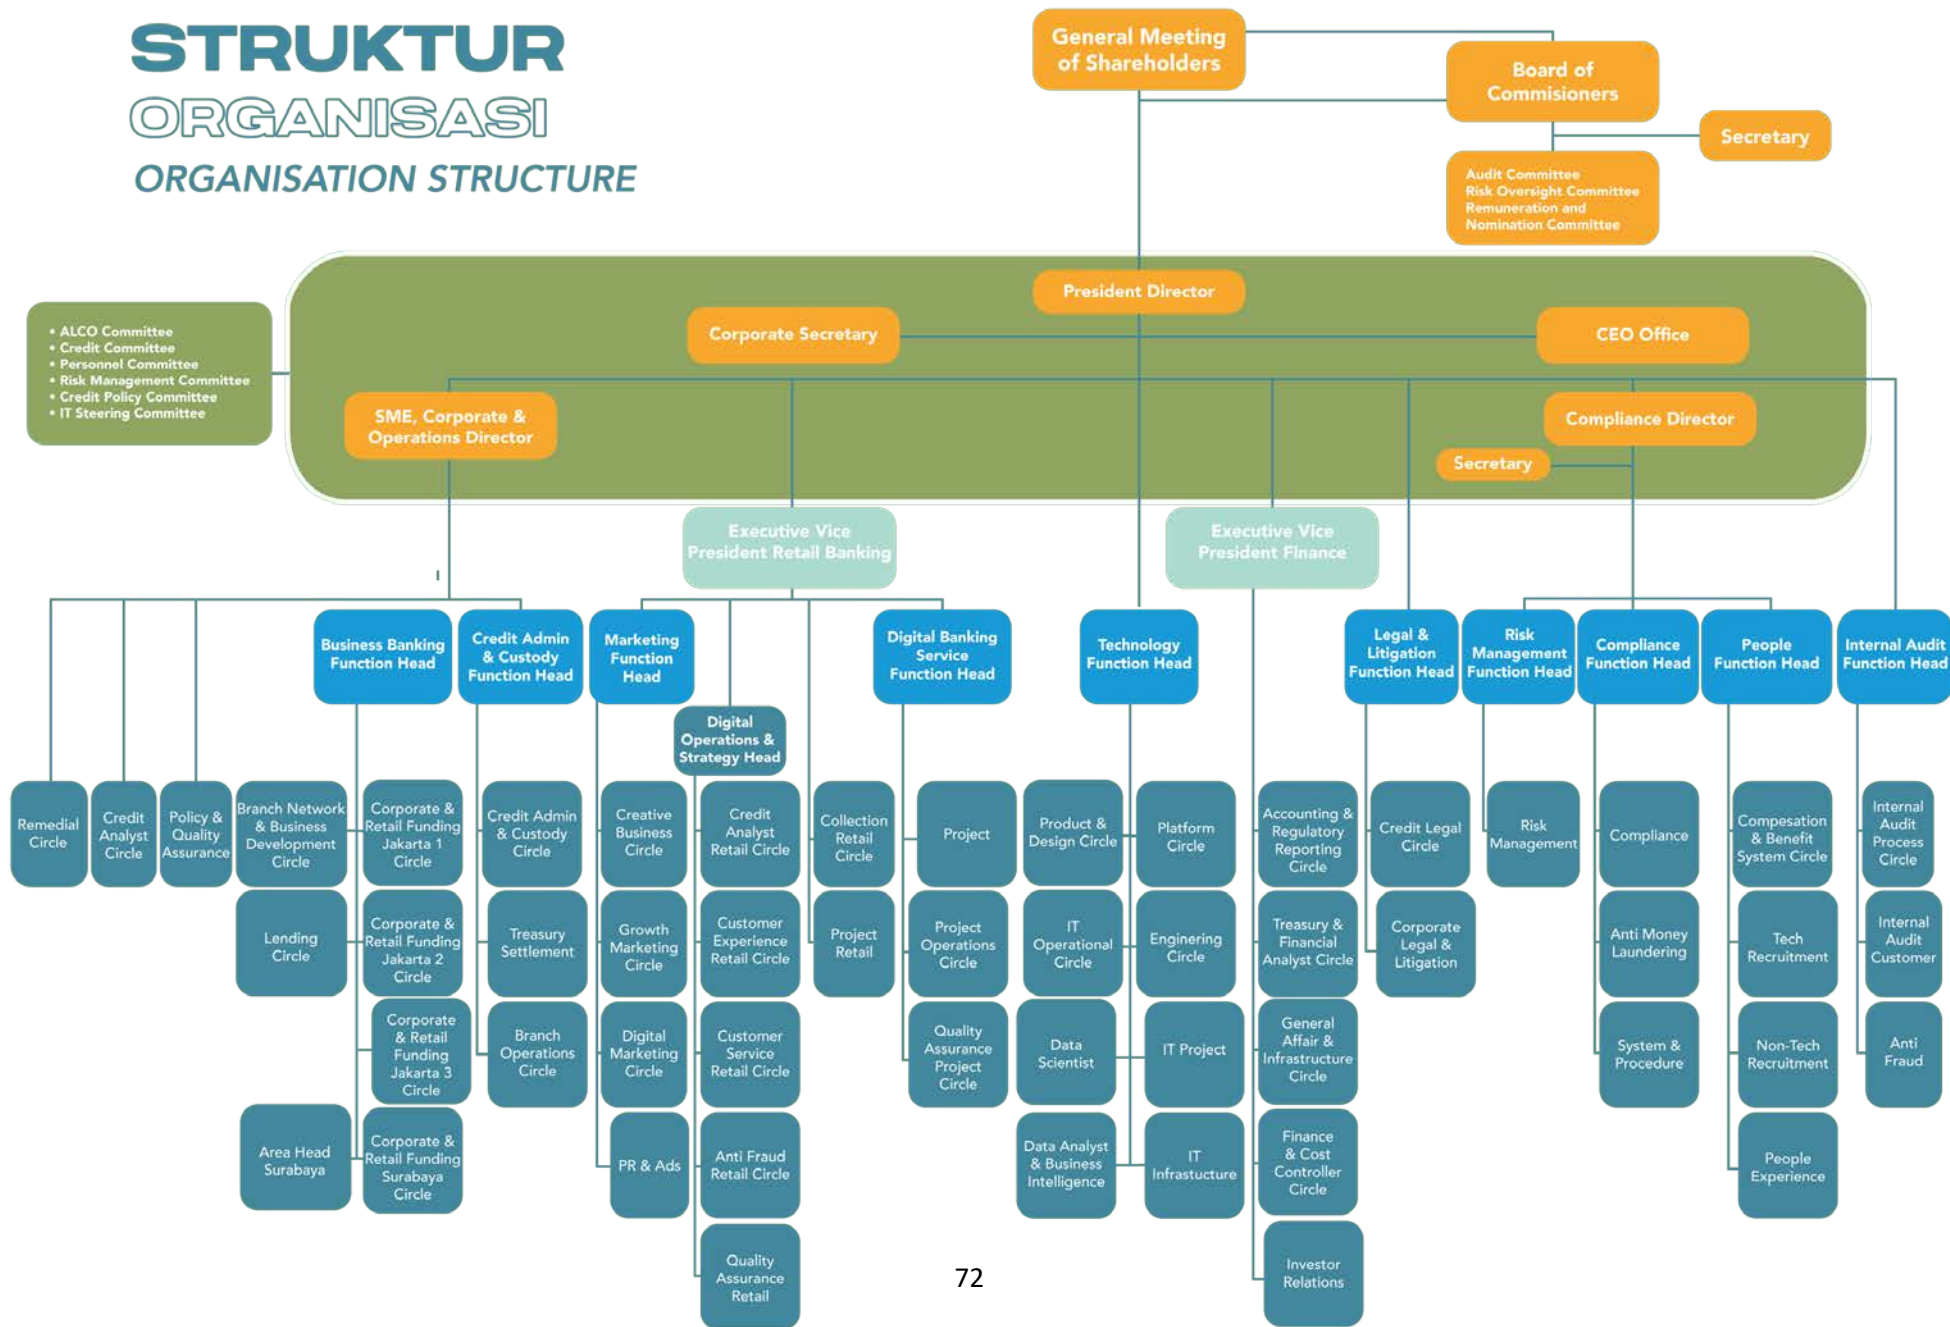 STRUKTUR
ORGANISASI
ORGANISATION STRUCTURE
General Meeting
of Shareholders
Board of
Commisioners
Secretary
Audit Committee
Risk Oversight Committee
Remuneration and
Nomination Committee
President Director
Corporate Secretary
CEO Office
• ALCO Committee
• Credit Committee
• Personnel Committee
• Risk Management Committee
• Credit Policy Committee
• IT Steering Committee
SME, Corporate &
Operations Director
Compliance Director
Secretary
Executive Vice
President Retail Banking
Executive Vice
President Finance
Business Banking
Function Head
Credit Admin
& Custody
Function Head
Marketing
Function
Head
Digital Banking
Service
Function Head
Technology
Function Head
Legal &
Litigation
Function Head
Risk
Management
Function Head
Compliance
Function Head
People
Function Head
Internal Audit
Function Head
Digital
Operations &
Strategy Head
Remedial
Circle
Credit
Analyst
Circle
Policy &
Quality
Assurance
Branch Network
& Business
Development
Circle
Corporate &
Retail Funding
Jakarta 1
Circle
Credit Admin
& Custody
Circle
Creative
Business
Circle
Credit
Analyst
Retail Circle
Collection
Retail
Circle
Project
Product &
Design Circle
Platform
Circle
Accounting &
Regulatory
Reporting
Circle
Credit Legal
Circle
Risk
Management
Compliance
Compesation
& Benefit
System Circle
Internal
Audit
Process
Circle
Lending
Circle
Corporate &
Retail Funding
Jakarta 2
Circle
Treasury
Settlement
Growth
Marketing
Circle
Customer
Experience
Retail Circle
Project
Retail
Project
Operations
Circle
IT
Operational
Circle
Enginering
Circle
Treasury &
Financial
Analyst Circle
Corporate
Legal &
Litigation
Anti Money
Laundering
Tech
Recruitment
Internal
Audit
Customer
Corporate
& Retail
Funding
Jakarta 3
Circle
Branch
Operations
Circle
Digital
Marketing
Circle
Customer
Service
Retail Circle
Quality
Assurance
Project
Circle
Data
Scientist
IT Project
General
Affair &
Infrastructure
Circle
System &
Procedure
Non-Tech
Recruitment
Anti
Fraud
Area Head
Surabaya
Corporate &
Retail Funding
Surabaya
Circle
PR & Ads
Anti Fraud
Retail Circle
Data Analyst
& Business
Intelligence
IT
Infrastucture
Finance
& Cost
Controller
Circle
People
Experience
Quality
Assurance
Retail
Investor
Relations
72